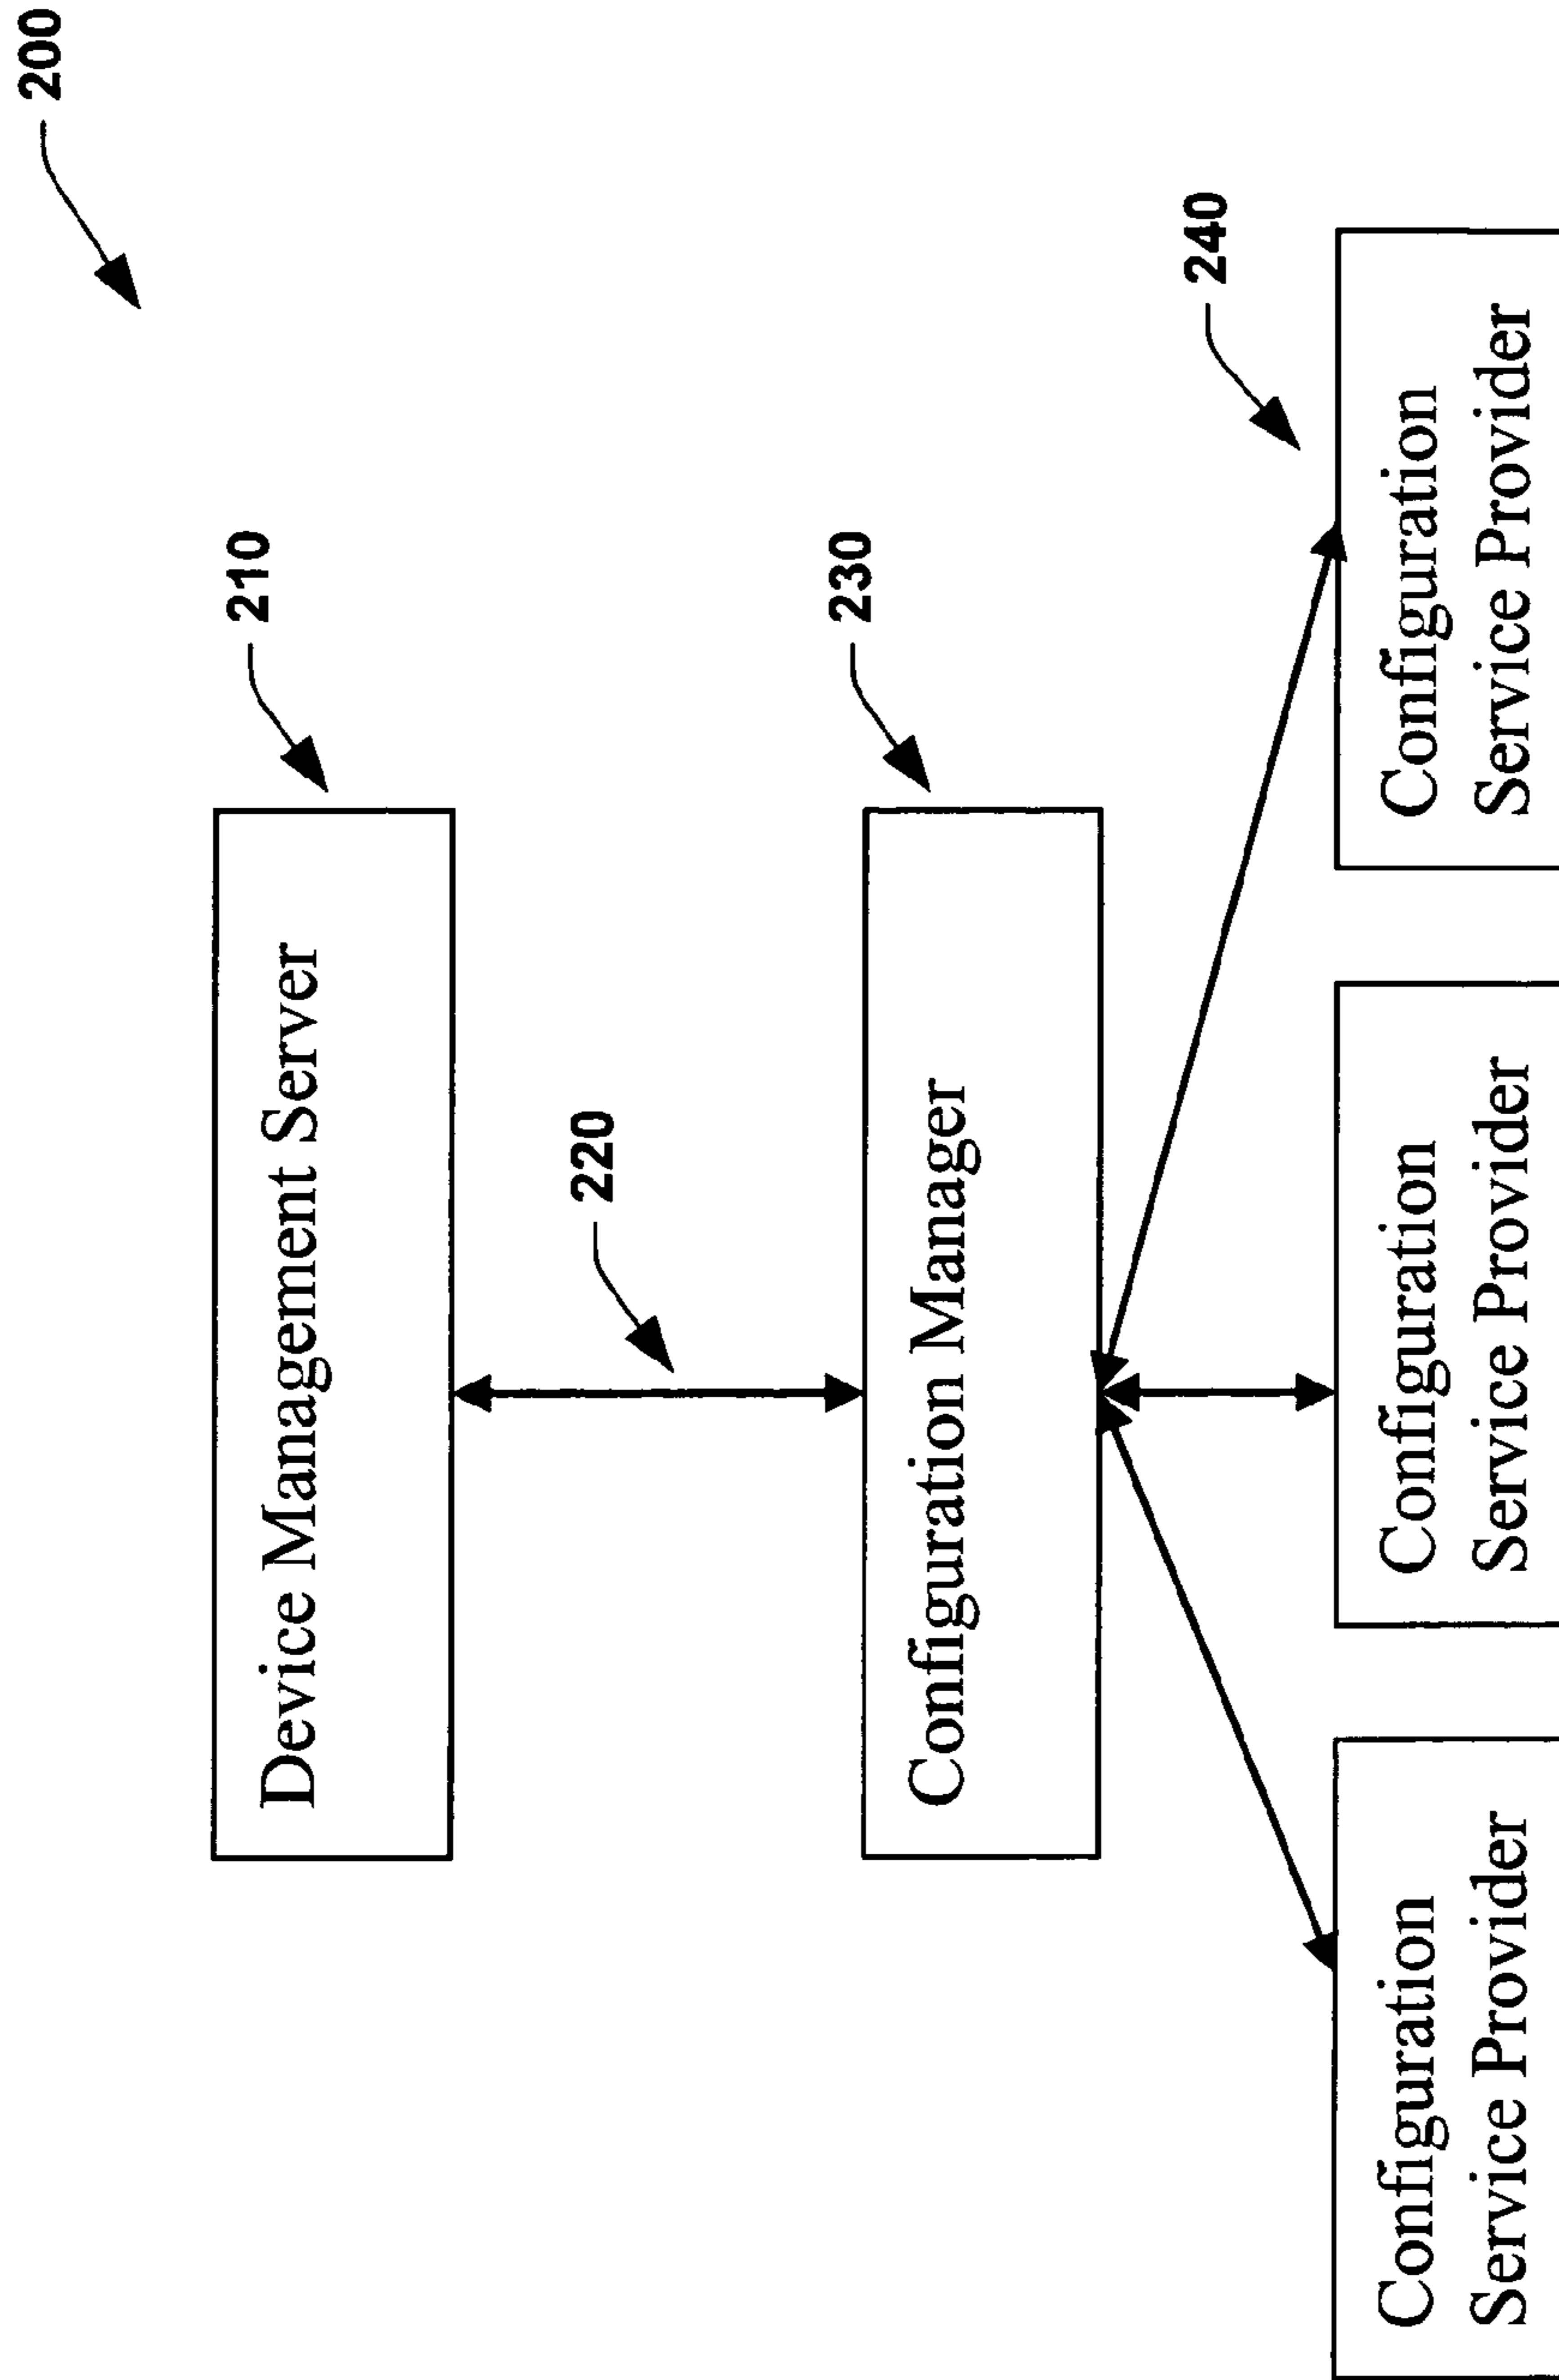 200
Device Management Server
210
220
Configuration Manager
230
240
Configuration
Service Provider
Configuration
Service Provider
Configuration
Service Provider